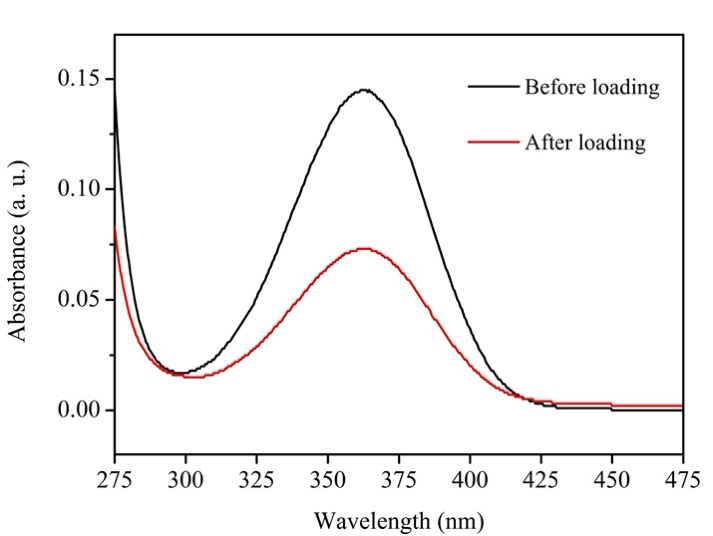 0.15
0.10
0.05
0.00
Absorbance (a. u.)
Before loading
After loading
275 300 325 350 375 400 425 450 475
Wavelength (nm)